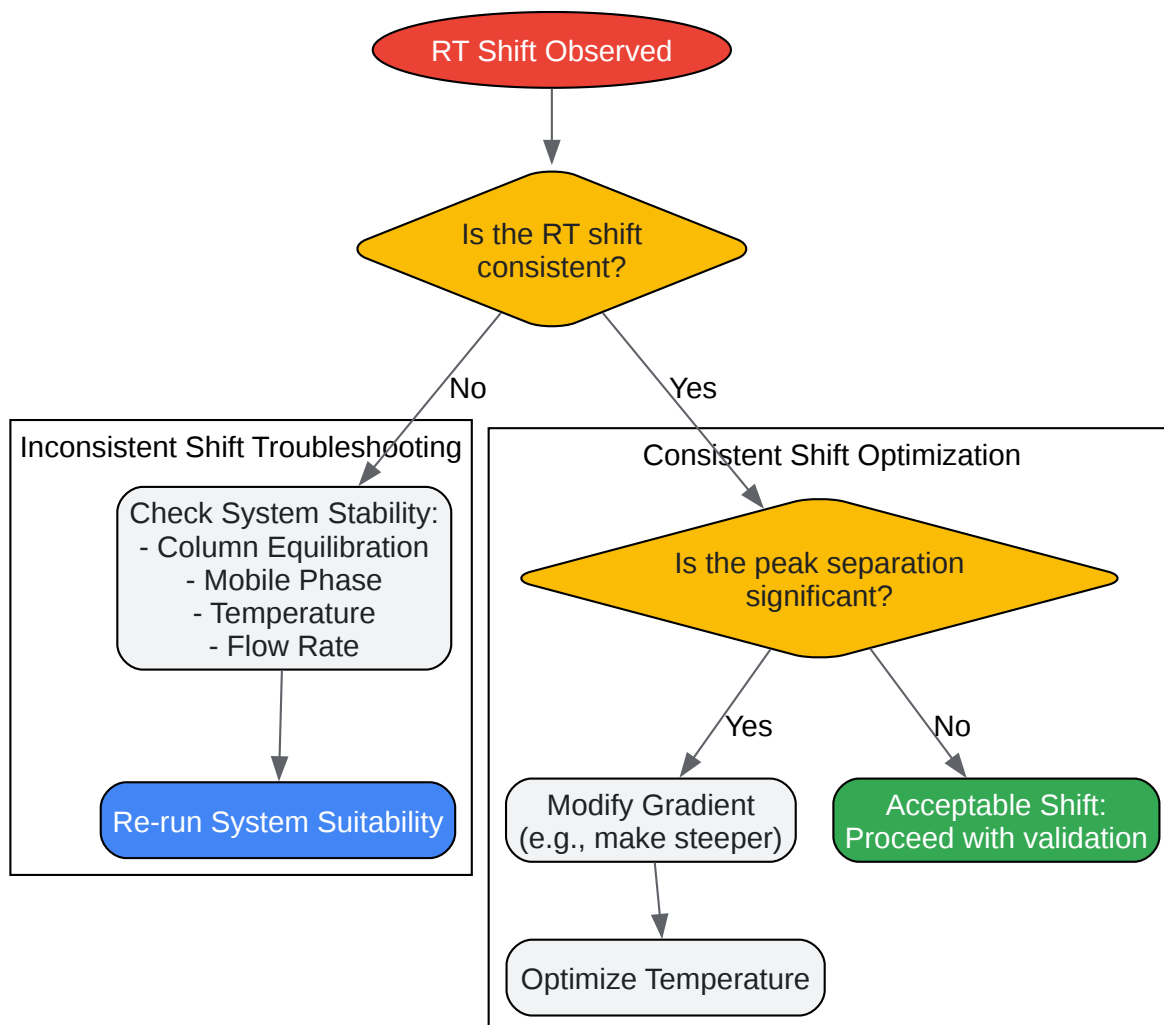 RT Shift Observed
Is the RT shift
consistent?
No
Yes
Inconsistent Shift Troubleshooting
Check System Stability:
- Column Equilibration
- Mobile Phase
- Temperature
- Flow Rate
Re-run System Suitability
Consistent Shift Optimization
Is the peak separation
significant?
Yes
No
Modify Gradient
(e.g., make steeper)
Acceptable Shift:
Proceed with validation
Optimize Temperature